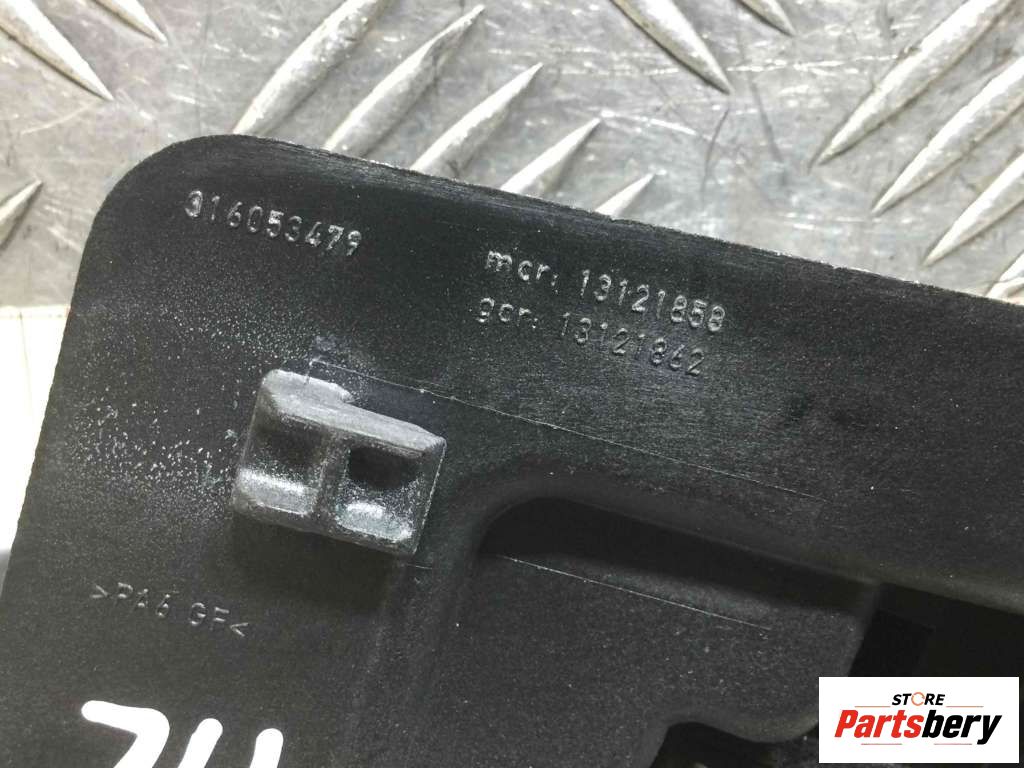 316053479
mcr. 13121858
gcr. 13121862
>PA6 GF<
STORE
Partsbery